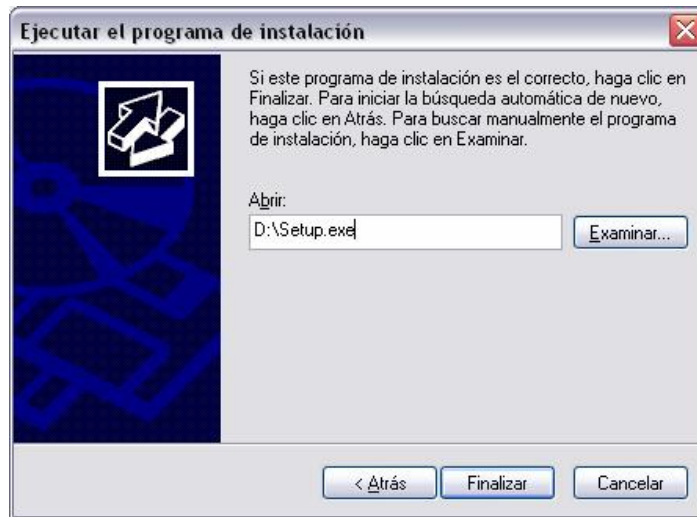 Ejecutar el programa de instalación
Si este programa de instalación es el correcto, haga clic en
Finalizar. Para iniciar la búsqueda automática de nuevo,
haga clic en Atrás. Para buscar manualmente el programa
de instalación, haga clic en Examinar.
Abrir:
D:\Setup.exe
Examinar...
< Atrás
Finalizar
Cancelar